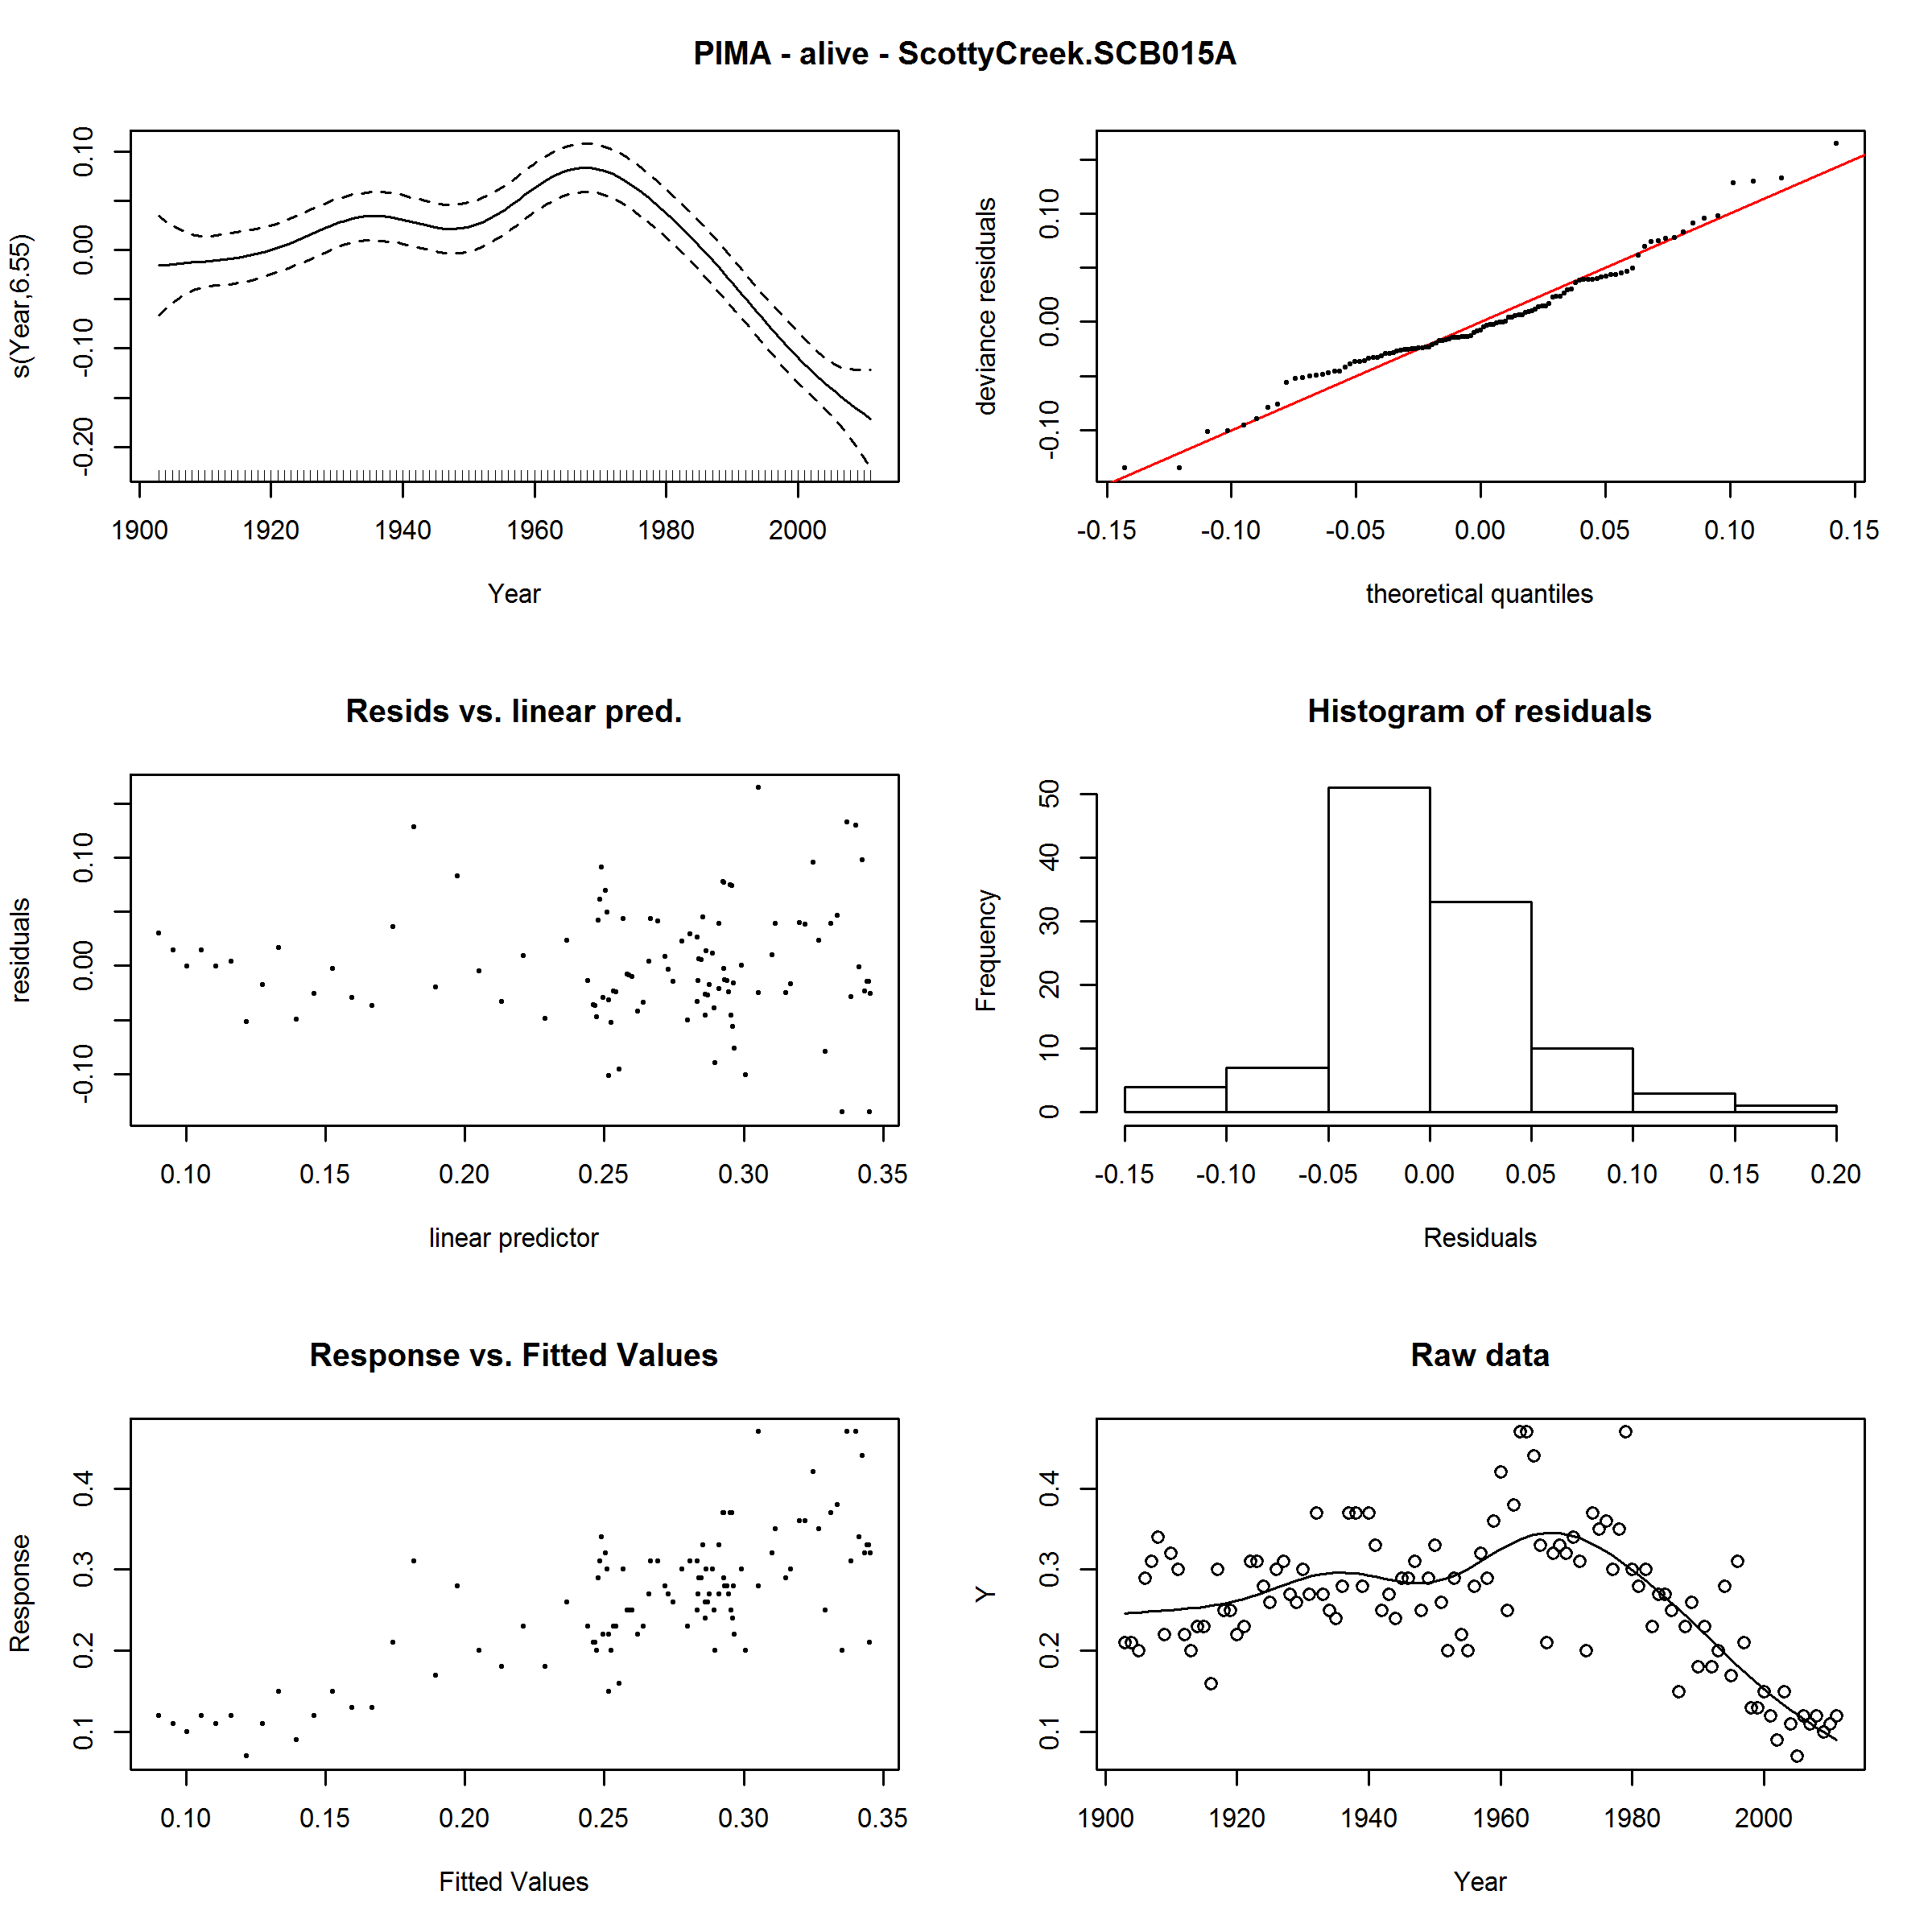 PIMA - alive - ScottyCreek.SCB015A
s(Year,6.55)
-0.20 -0.10 0.00 0.10
1900 1920 1940 1960 1980 2000
Year
deviance residuals
-0.10 0.00 0.10
-0.15 -0.10 -0.05 0.00 0.05 0.10 0.15
theoretical quantiles
Resids vs. linear pred.
residuals
-0.10 0.00 0.10
0.10 0.15 0.20 0.25 0.30 0.35
linear predictor
Histogram of residuals
Frequency
0 10 20 30 40 50
-0.15 -0.10 -0.05 0.00 0.05 0.10 0.15 0.20
Residuals
Response vs. Fitted Values
Response
0.1 0.2 0.3 0.4
0.10 0.15 0.20 0.25 0.30 0.35
Fitted Values
Raw data
Y
0.1 0.2 0.3 0.4
1900 1920 1940 1960 1980 2000
Year